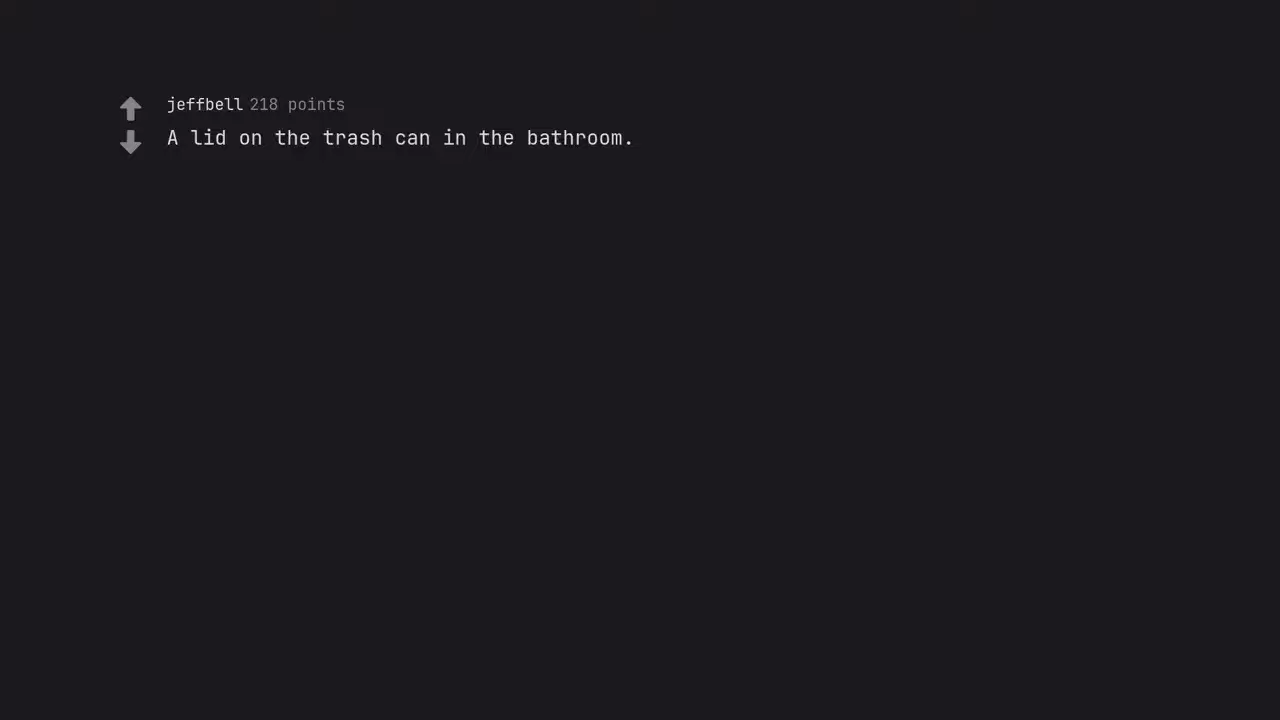 jeffbell 218 points
A lid on the trash can in the bathroom.